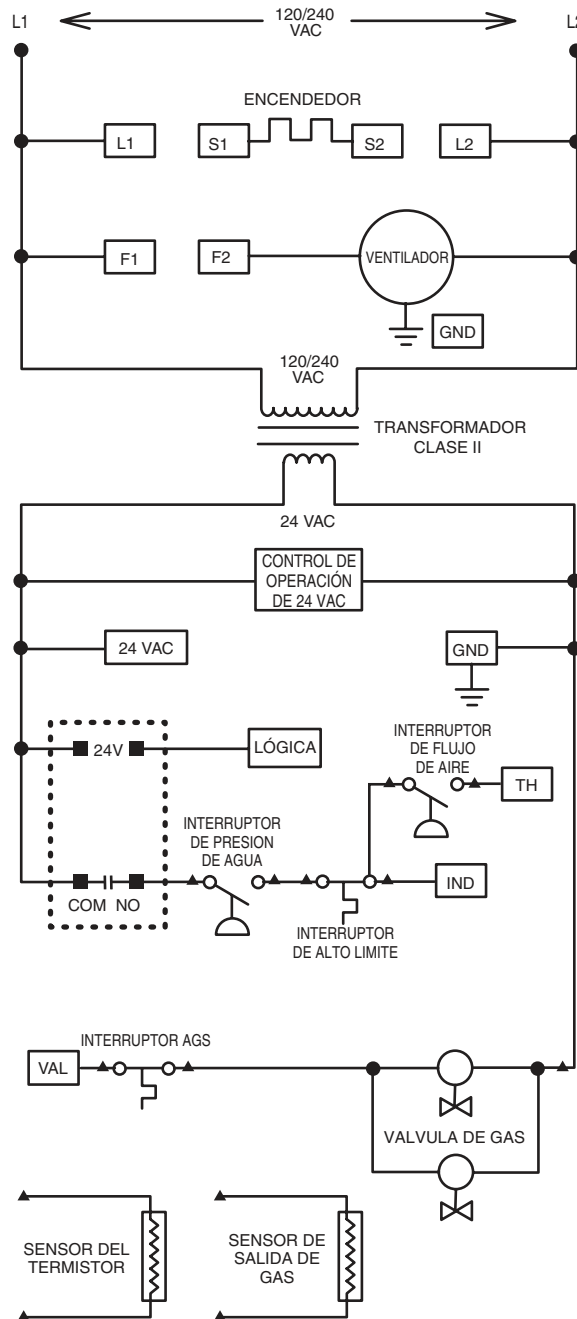 L1
120/240
VAC
L2
ENCENDEDOR
L1
S1
S2
L2
F1
F2
VENTILADOR
GND
120/240
VAC
TRANSFORMADOR
CLASE II
24 VAC
CONTROL DE
OPERACIÓN
DE 24 VAC
24 VAC
GND
24V
LÓGICA
INTERRUPTOR
DE FLUJO
DE AIRE
TH
INTERRUPTOR
DE PRESION
DE AGUA
COM NO
IND
INTERRUPTOR
DE ALTO LIMITE
INTERRUPTOR AGS
VAL
VALVULA DE GAS
SENSOR DEL
TERMISTOR
SENSOR DE
SALIDA DE
GAS